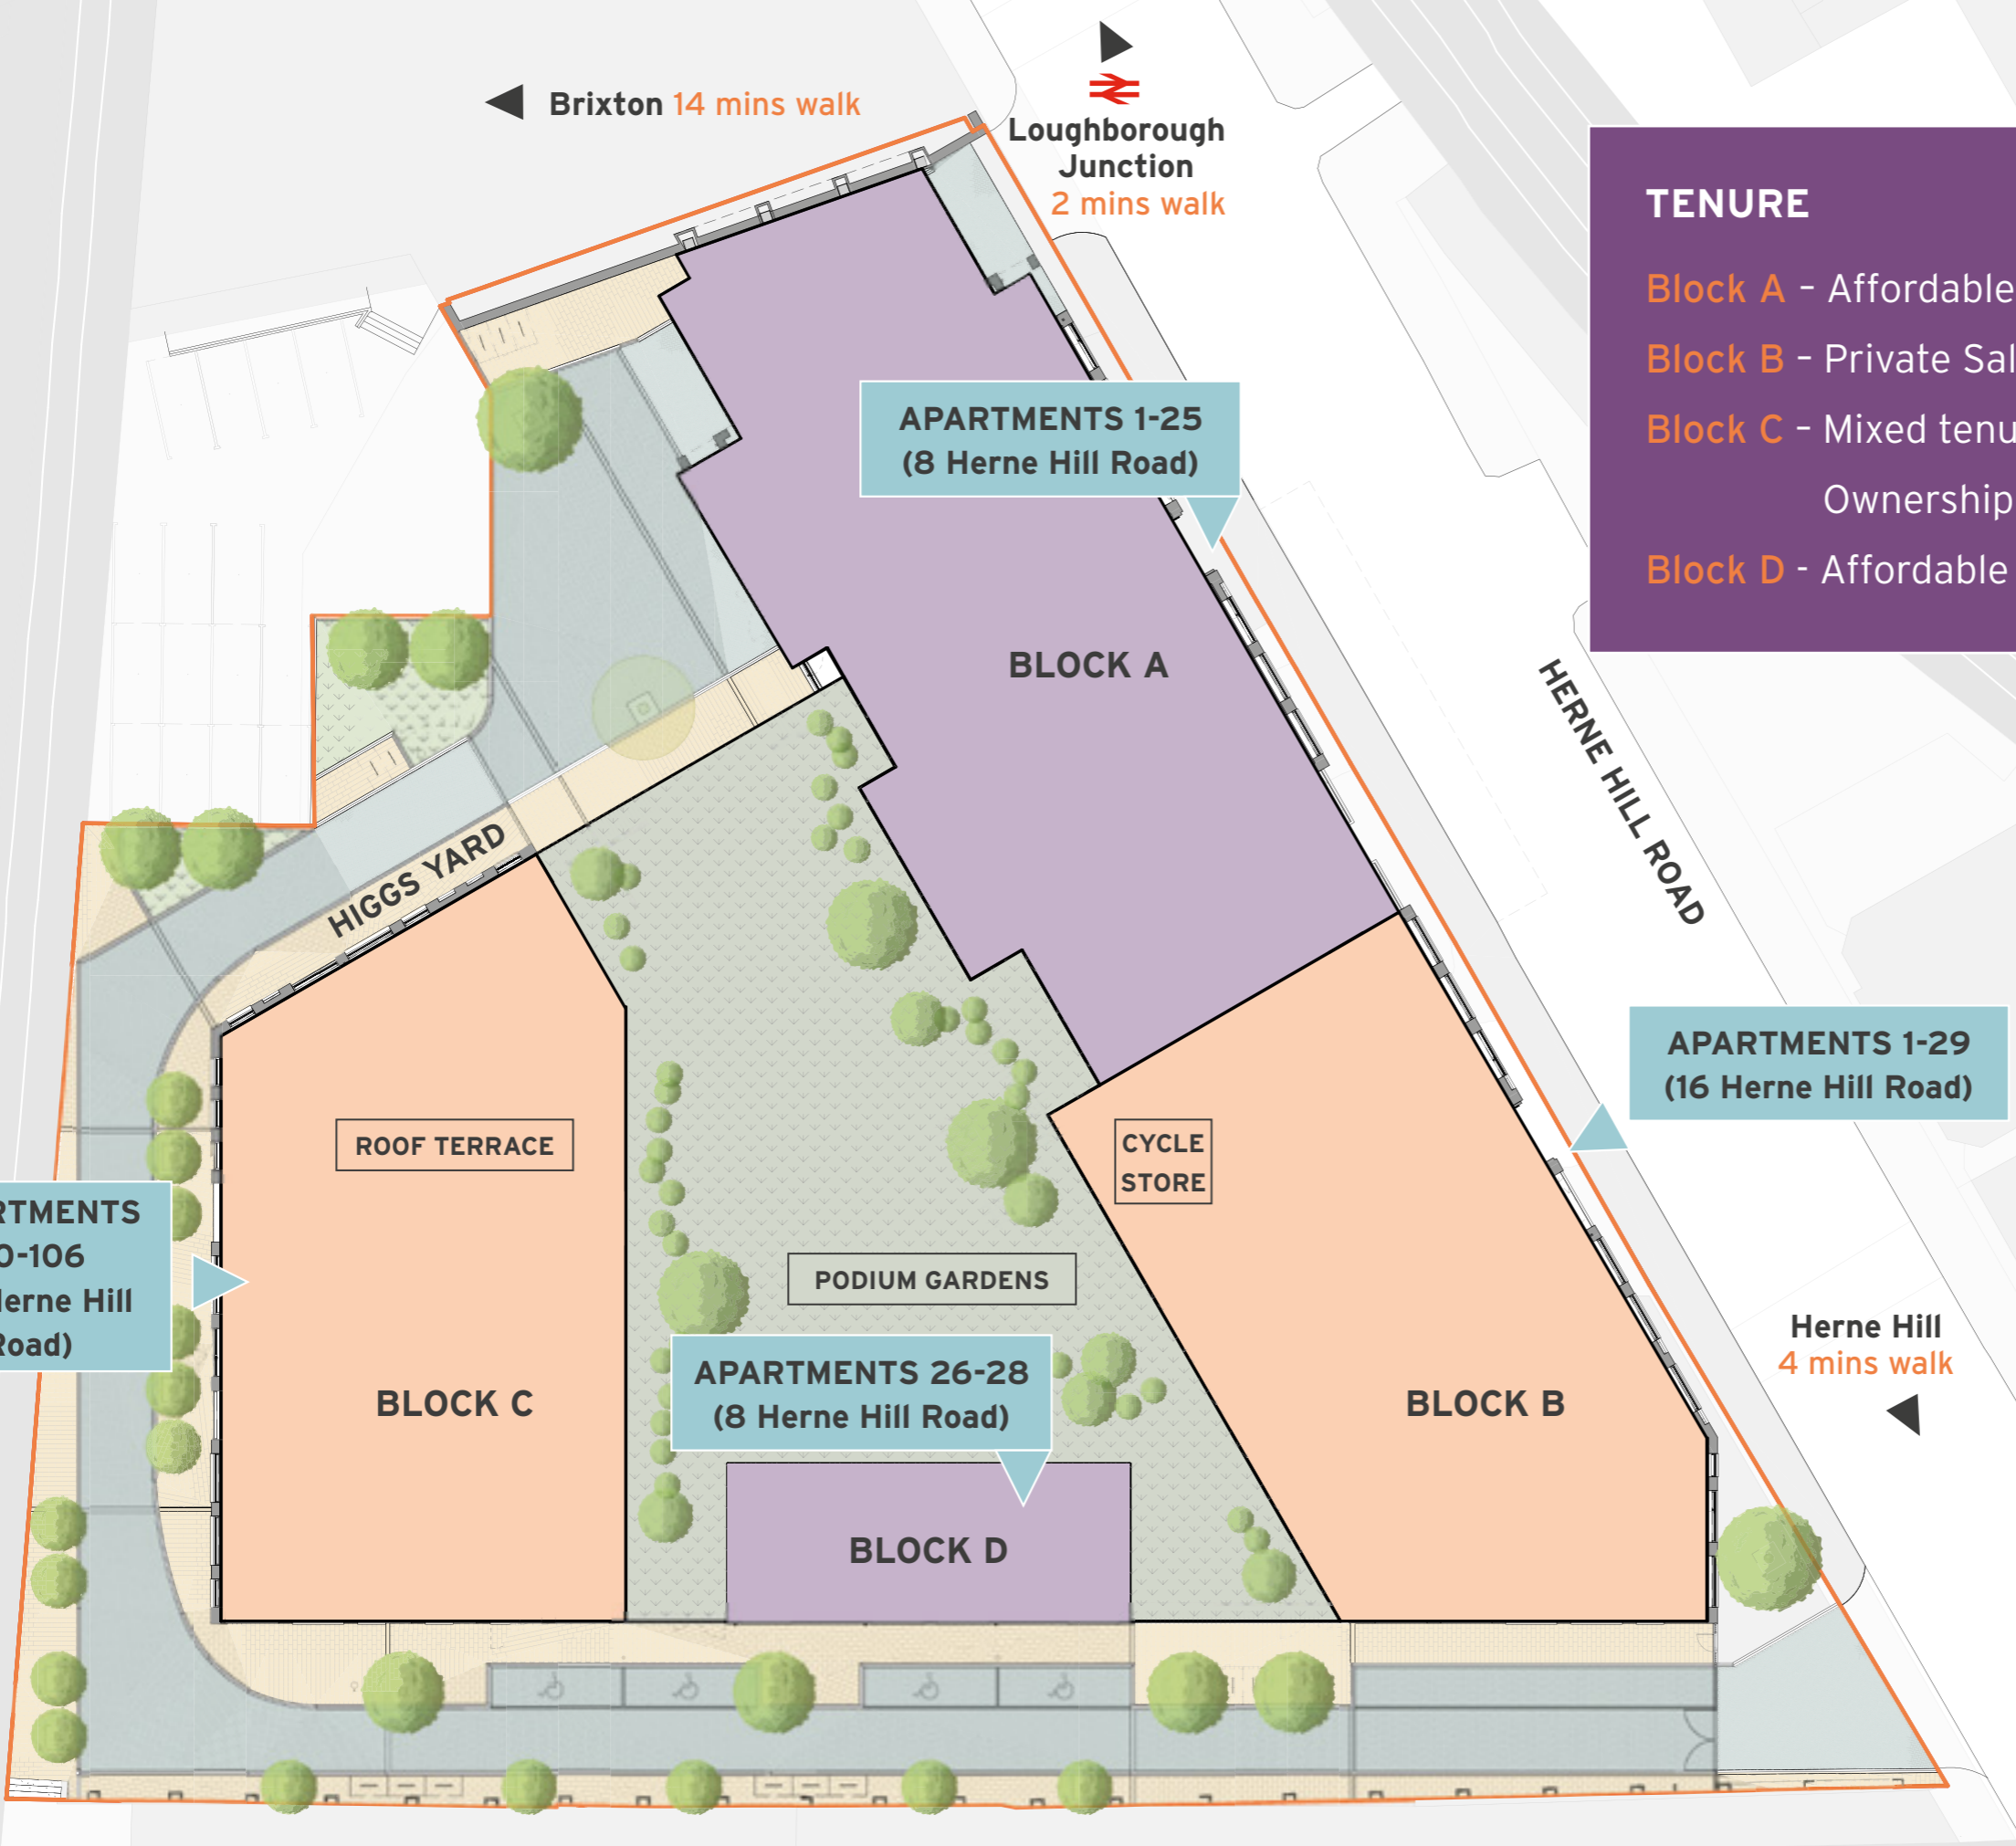 Brixton 14 mins walk
Loughborough
Junction
2 mins walk
TENURE
Block A – Affordable
Block B – Private Sal
Block C – Mixed tenu
Ownership
Block D - Affordable
APARTMENTS 1-25
(8 Herne Hill Road)
BLOCK A
HERNE HILL ROAD
HIGGS YARD
APARTMENTS 1-29
(16 Herne Hill Road)
ROOF TERRACE
CYCLE
STORE
RTMENTS
0-106
Herne Hill
Road)
PODIUM GARDENS
Herne Hill
4 mins walk
APARTMENTS 26-28
(8 Herne Hill Road)
BLOCK C
BLOCK B
BLOCK D